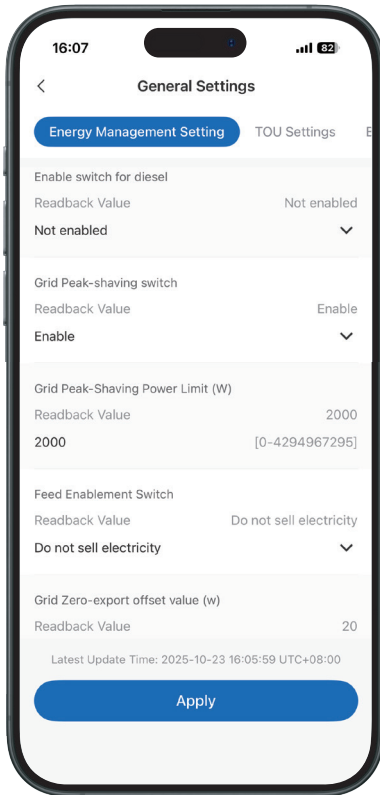 16:07
82
General Settings
Energy Management Setting TOU Settings E
Enable switch for diesel
Readback Value Not enabled
Not enabled
Grid Peak-shaving switch
Readback Value Enable
Enable
Grid Peak-Shaving Power Limit (W)
Readback Value 2000
2000 [0-4294967295]
Feed Enablement Switch
Readback Value Do not sell electricity
Do not sell electricity
Grid Zero-export offset value (w)
Readback Value 20
Latest Update Time: 2025-10-23 16:05:59 UTC+08:00
Apply